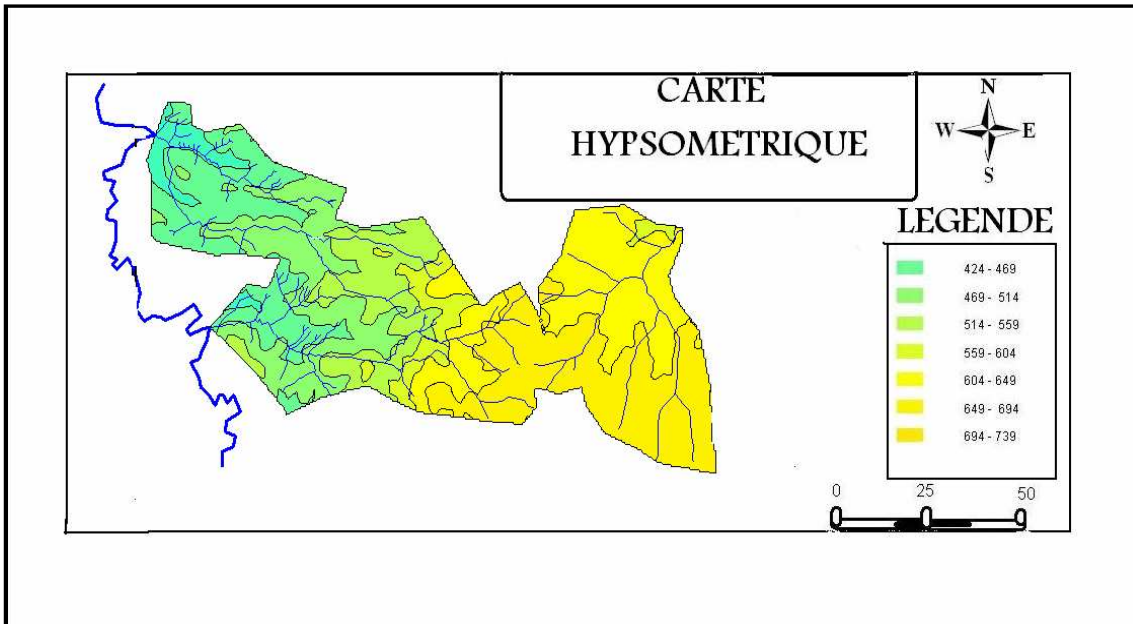 CARTE
HYPSOMETRIQUE
N
W E
S
LEGENDE
424 - 469
469 - 514
514 - 559
559 - 604
604 - 649
649 - 694
694 - 739
0 25 50